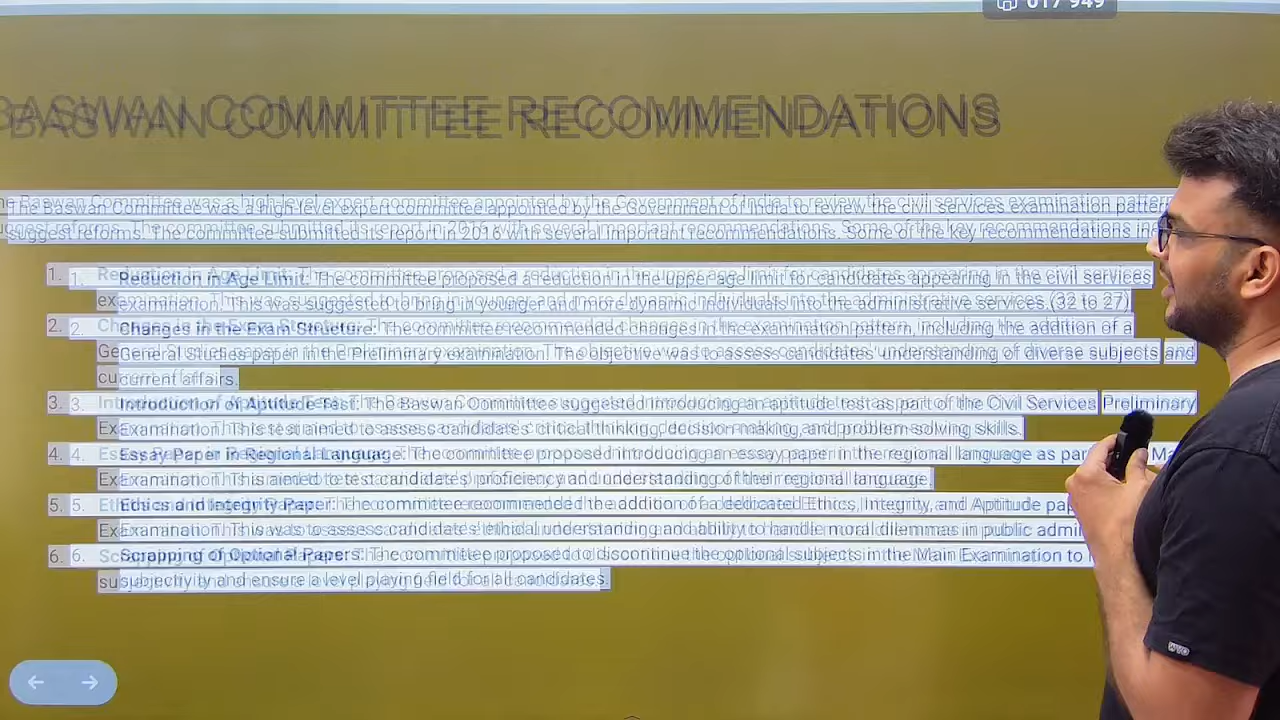 017 949
BASWAN COMMITTEE RECOMMENDATIONS
The Baswan Committee was a high-level expert committee appointed by the Government of India to review the civil services examination pattern
suggest reforms. The committee submitted its report in 2016 with several important recommendations. Some of the key recommendations
1. Reduction in Age Limit: The committee proposed a reduction in the upper age limit for candidates appearing in the civil services
examination. This was suggested to bring in younger and more dynamic individuals into the administrative services.(32 to 27)
2. Changes in the Exam Structure: The committee recommended changes in the examination pattern, including the addition of a
General Studies paper in the Preliminary examination. The objective was to assess candidates' understanding of diverse subjects and
current affairs.
3. Introduction of Aptitude Test: The Baswan Committee suggested introducing an aptitude test as part of the Civil Services Preliminary
Examination. This test aimed to assess candidates' critical thinking, decision-making, and problem-solving skills.
4. Essay Paper in Regional Language: The committee proposed introducing an essay paper in the regional language as
Examination. This aimed to test candidates' proficiency and understanding of their regional language.
5. Ethics and Integrity Paper: The committee recommended the addition of a dedicated Ethics, Integrity, and Aptitude
Examination. This was to assess candidates' ethical understanding and ability to handle moral dilemmas in public
6. Scrapping of Optional Papers: The committee proposed to discontinue the optional subjects in the Main Examination to
subjectivity and ensure a level playing field for all candidates.